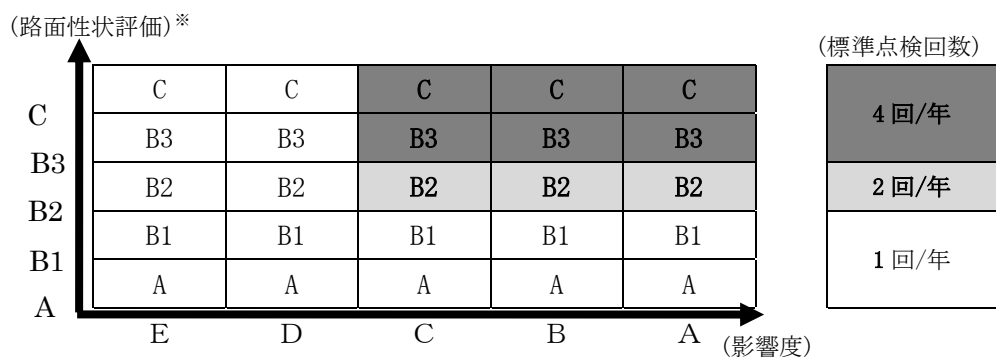 (路面性状評価)※
(標準点検回数)
C C C C C
C
4回/年
B3 B3 B3 B3 B3
B3
B2 B2 B2 B2 B2
2回/年
B2
B1 B1 B1 B1 B1
B1
1回/年
A A A A A
A
E D C B A
(影響度)